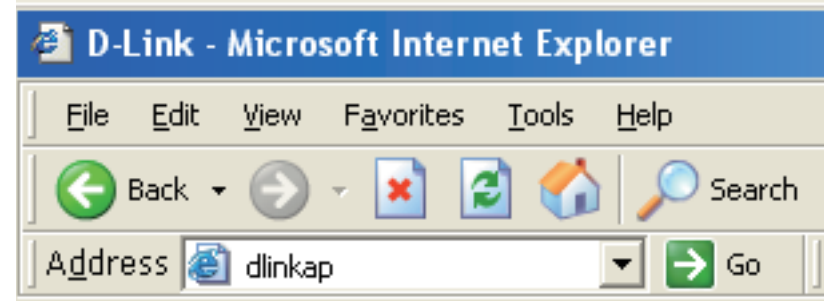 D-Link - Microsoft Internet Explorer
File Edit View Favorites Tools Help
Back Search
Address dlinkap Go